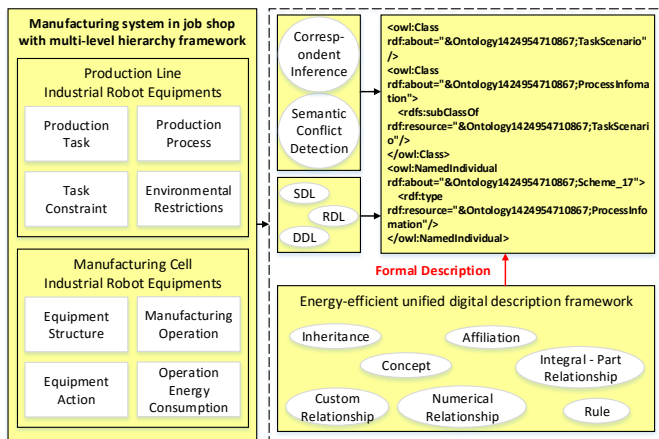 Manufacturing system in job shop
with multi-level hierarchy framework
Production Line
Industrial Robot Equipments
Production
Task
Production
Process
Task
Constraint
Environmental
Restrictions
Manufacturing Cell
Industrial Robot Equipments
Equipment
Structure
Manufacturing
Operation
Equipment
Action
Operation
Energy
Consumption
Corresp-
ondent
Inference
Semantic
Conflict
Detection
SDL
RDL
DDL
<owl:Class
rdf:about="&Ontology1424954710867;TaskScenario"
/>
<owl:Class
rdf:about="&Ontology1424954710867;ProcessInfoma
tion">
<rdfs:subClassOf
rdf:resource="&Ontology1424954710867;TaskScenari
o"/>
</owl:Class>
<owl:NamedIndividual
rdf:about="&Ontology1424954710867;Scheme_17">
<rdf:type
rdf:resource="&Ontology1424954710867;ProcessInfo
mation"/>
</owl:NamedIndividual>
Formal Description
Energy-efficient unified digital description framework
Inheritance
Affiliation
Concept
Integral - Part
Relationship
Custom
Relationship
Numerical
Relationship
Rule